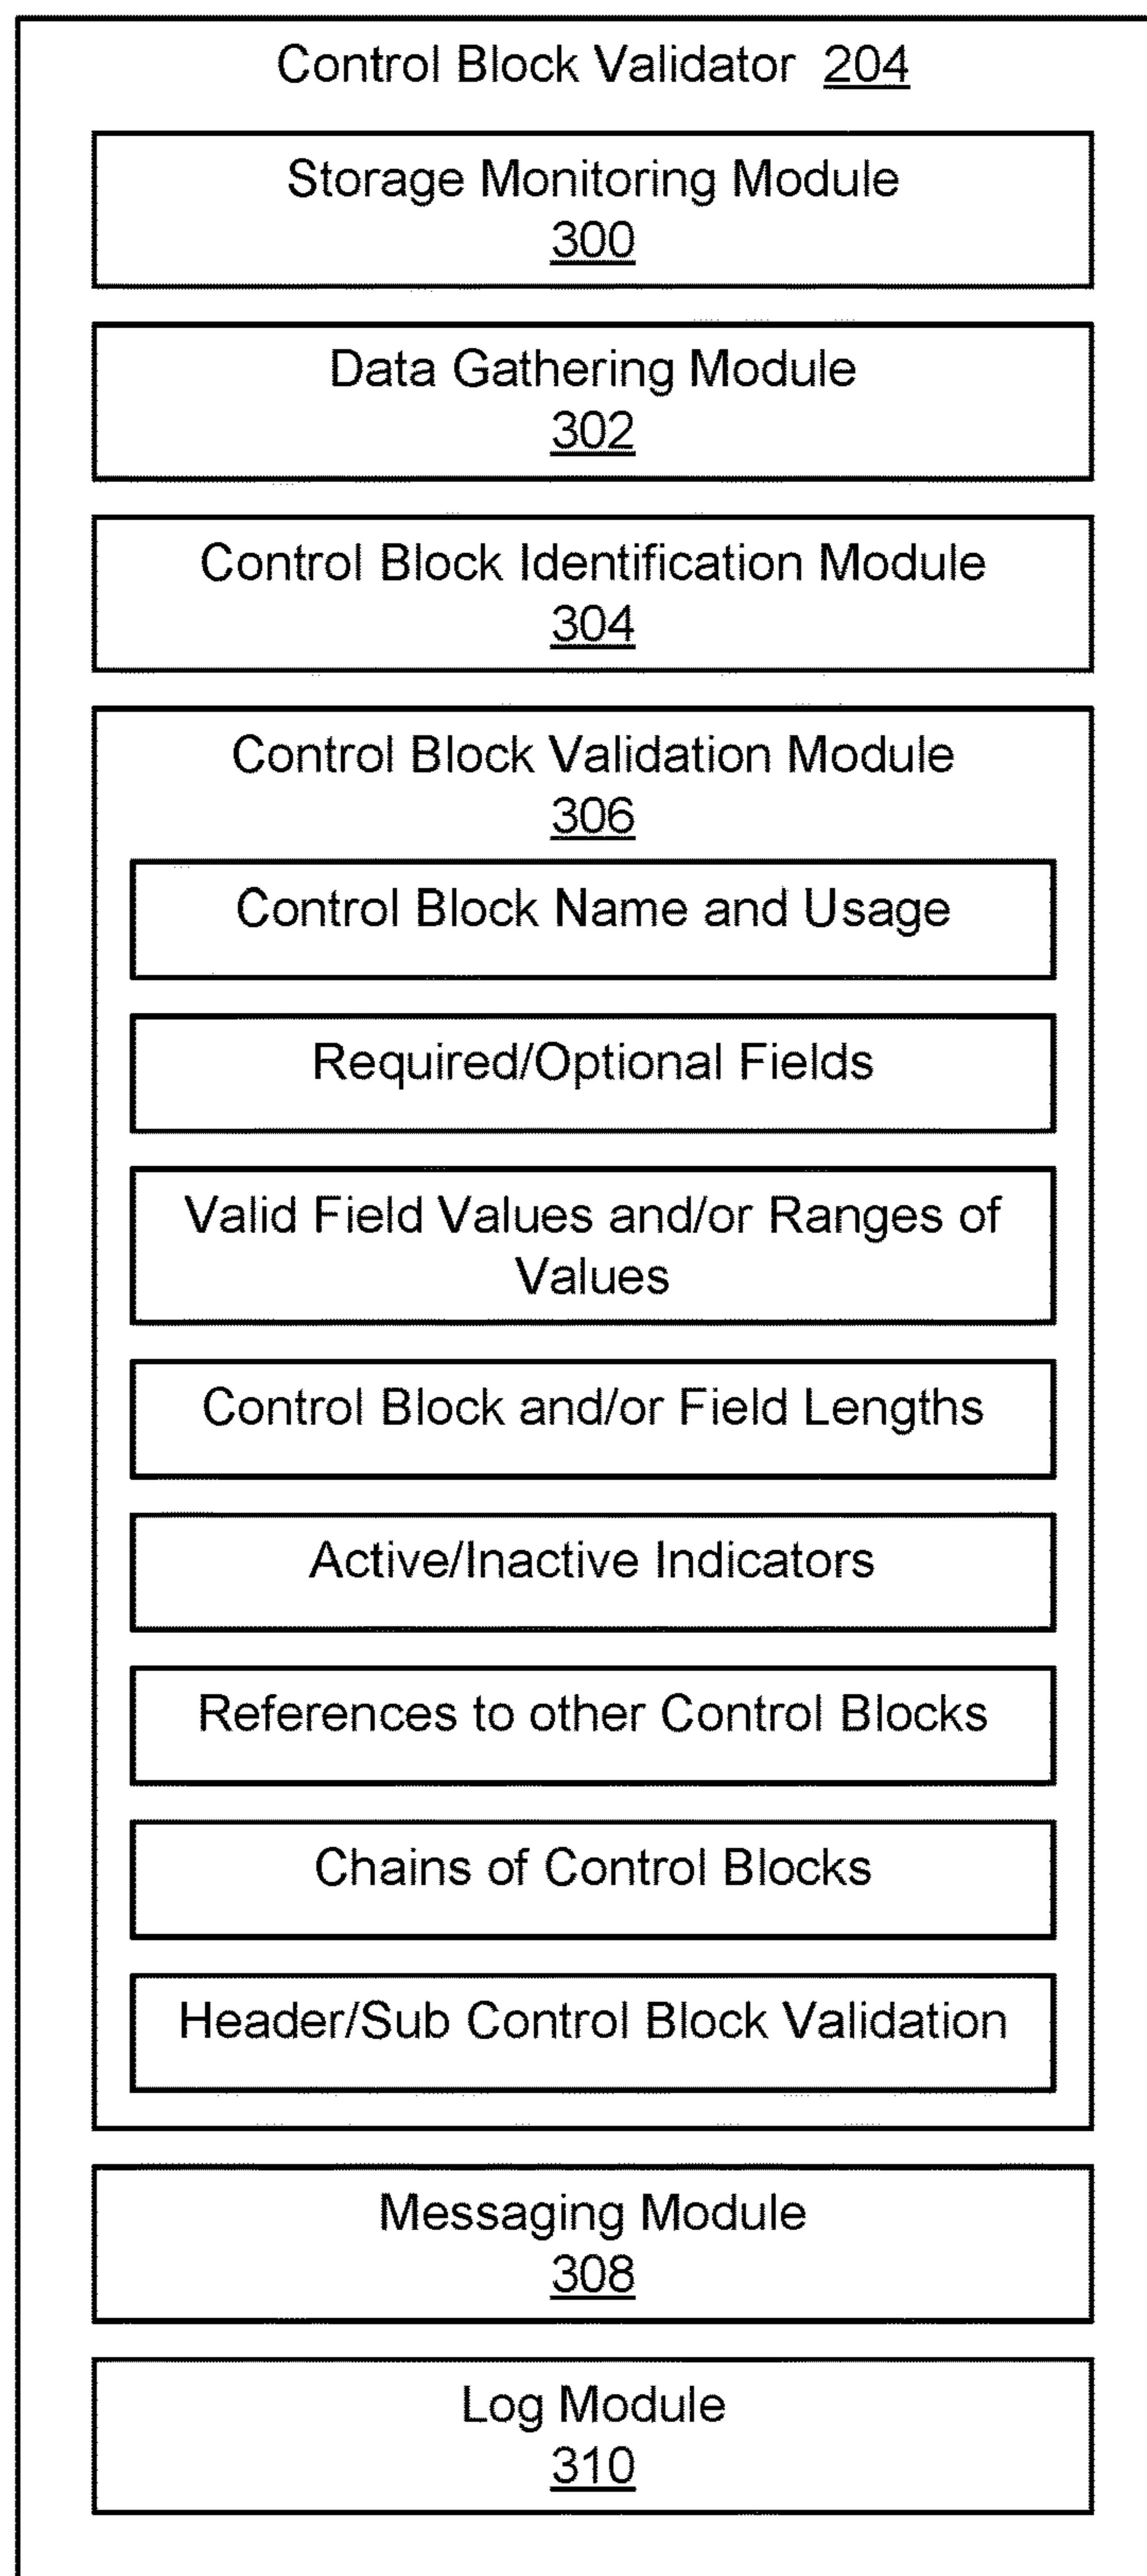 Control Block Validator 204
Storage Monitoring Module
300
Data Gathering Module
302
Control Block Identification Module
304
Control Block Validation Module
306
Control Block Name and Usage
Required/Optional Fields
Valid Field Values and/or Ranges of
Values
Control Block and/or Field Lengths
Active/Inactive Indicators
References to other Control Blocks
Chains of Control Blocks
Header/Sub Control Block Validation
Messaging Module
308
Log Module
310